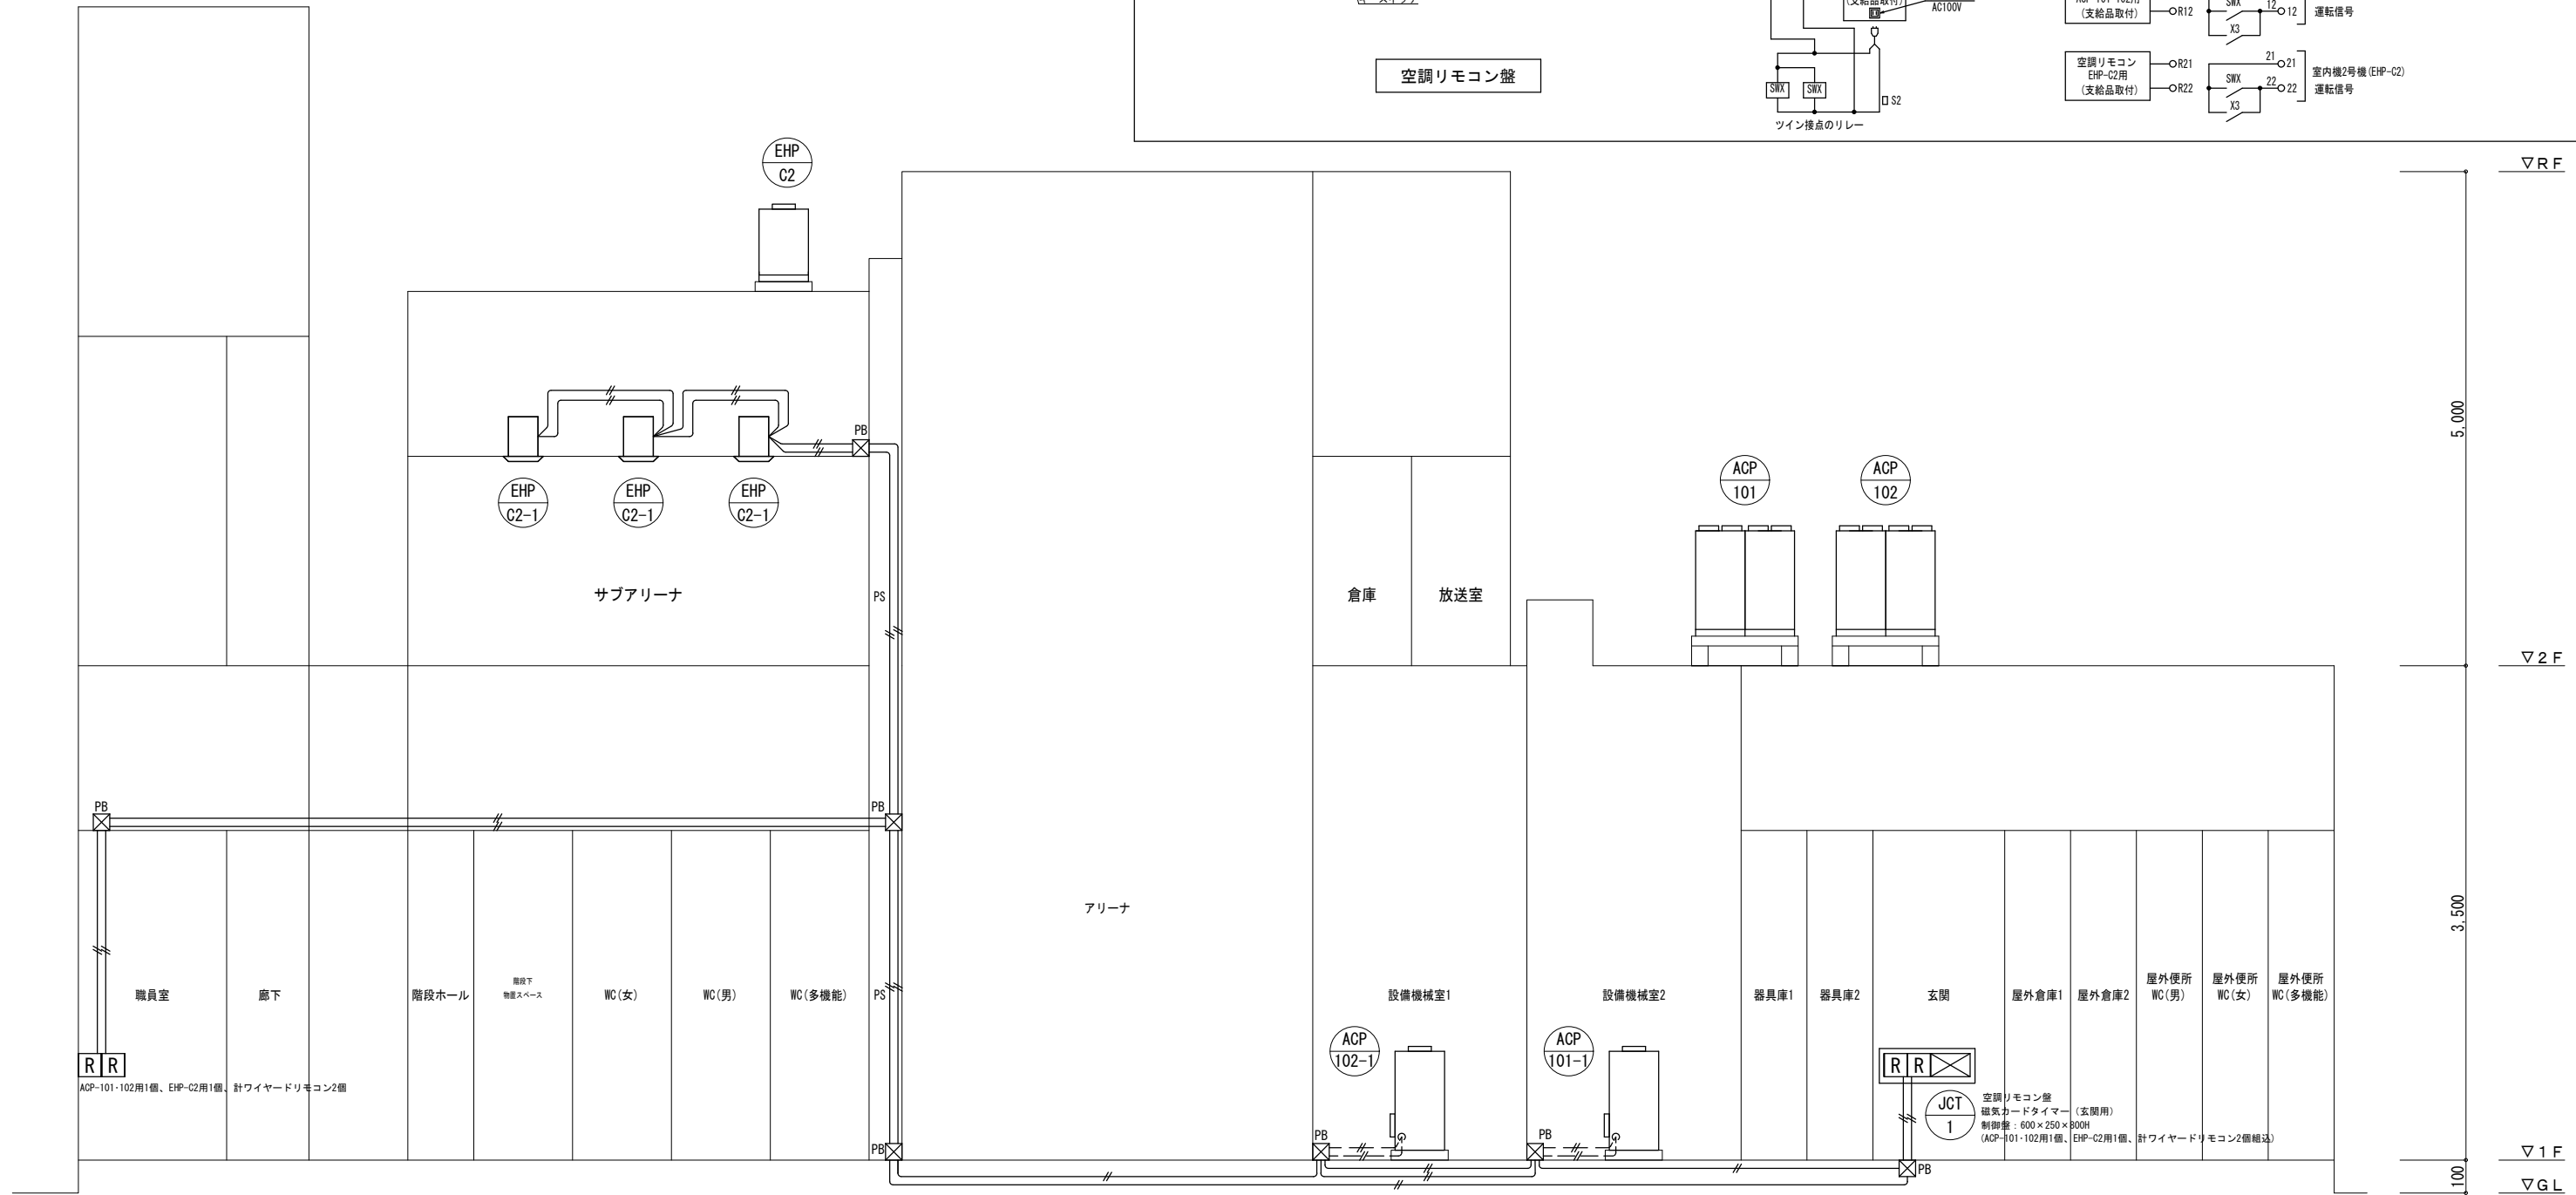 (支給品取付)
AC100V
空調リモコン盤
SWX
SWX
S2
ツイン接点のリレー
(支給品取付)
R12
SWX
X3
12
12
運転信号
空調リモコン
EHP-C2用
(支給品取付)
R21
R22
SWX
X3
21
21
22
22
室内機2号機(EHP-C2)
運転信号
EHP
C2
▽RF
5,000
PB
EHP
C2-1
EHP
C2-1
EHP
C2-1
ACP
101
ACP
102
サブアリーナ
PS
倉庫
放送室
▽2F
3,500
PB
PB
アリーナ
職員室
廊下
階段ホール
階段下
物置スペース
WC(女)
WC(男)
WC(多機能)
PS
設備機械室1
設備機械室2
器具庫1
器具庫2
玄関
屋外倉庫1
屋外倉庫2
屋外便所
WC(男)
屋外便所
WC(女)
屋外便所
WC(多機能)
ACP
102-1
ACP
101-1
R R
ACP-101・102用1個、EHP-C2用1個、計ワイヤードリモコン2個
R R
JCT
1
空調リモコン盤
磁気カードタイマー（玄関用）
制御盤：600×250×800H
(ACP-101・102用1個、EHP-C2用1個、計ワイヤードリモコン2個組込)
PB
PB
PB
PB
▽1F
100
▽GL